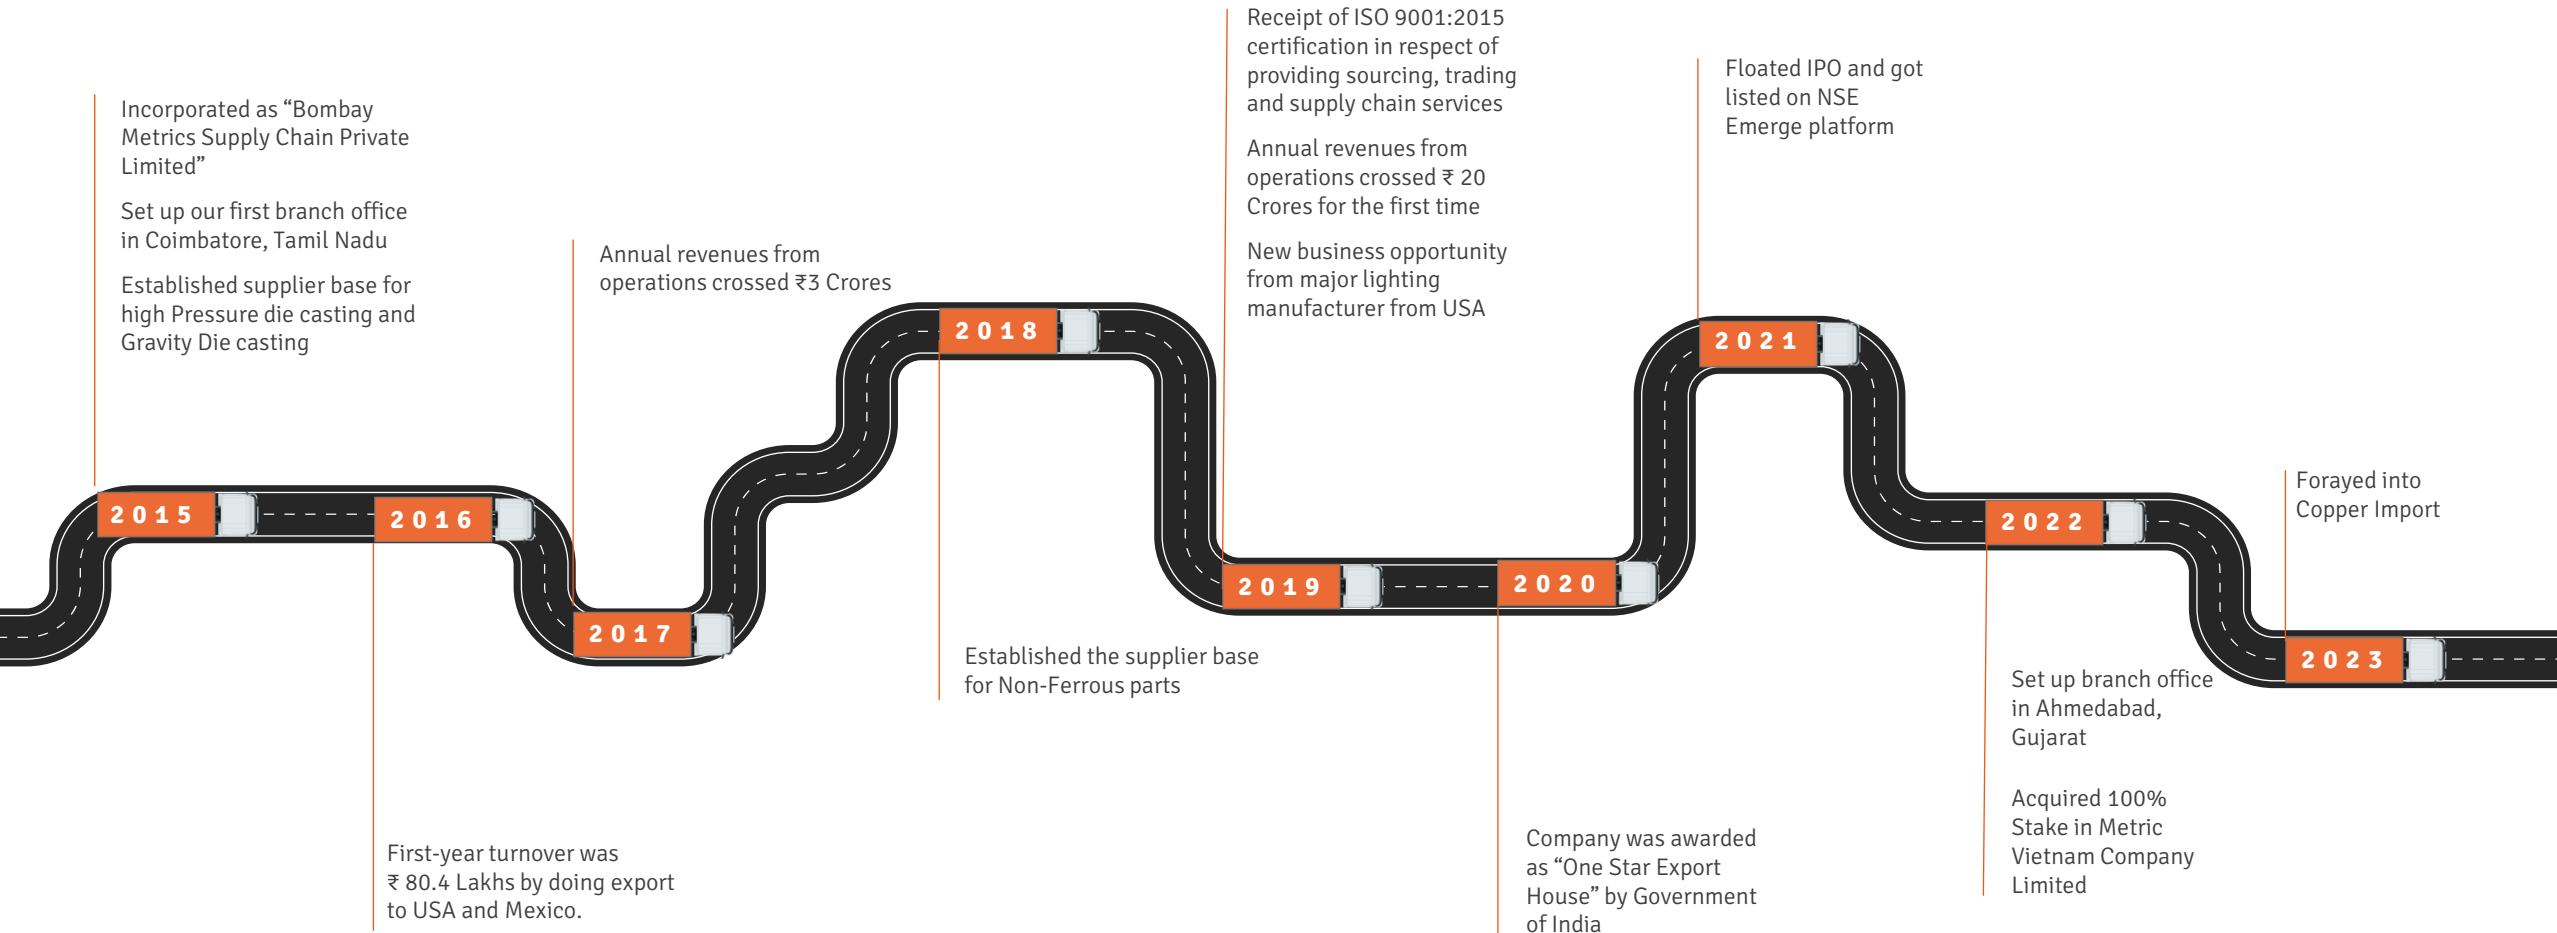 Incorporated as “Bombay
Metrics Supply Chain Private
Limited”
Set up our first branch office
in Coimbatore, Tamil Nadu
Established supplier base for
high Pressure die casting and
Gravity Die casting
2015
2016
First-year turnover was
₹ 80.4 Lakhs by doing export
to USA and Mexico.
Annual revenues from
operations crossed ₹3 Crores
2017
2018
Established the supplier base
for Non-Ferrous parts
Receipt of ISO 9001:2015
certification in respect of
providing sourcing, trading
and supply chain services
Annual revenues from
operations crossed ₹ 20
Crores for the first time
New business opportunity
from major lighting
manufacturer from USA
2019
2020
Company was awarded
as “One Star Export
House” by Government
of India
Floated IPO and got
listed on NSE
Emerge platform
2021
2022
Set up branch office
in Ahmedabad,
Gujarat
Acquired 100%
Stake in Metric
Vietnam Company
Limited
Forayed into
Copper Import
2023